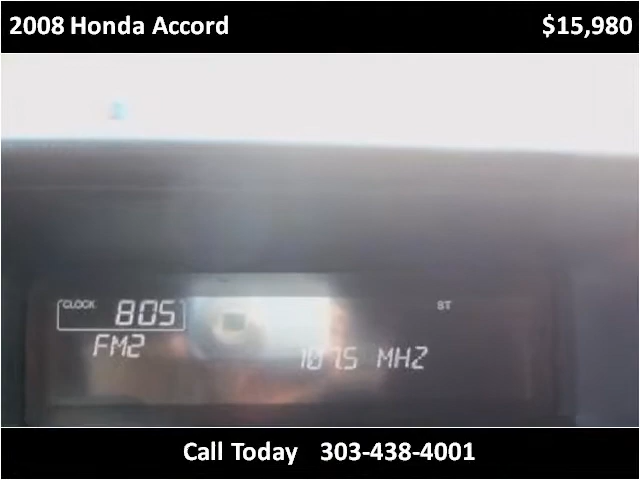 2008 Honda Accord $15,980
CLOCK 805 ST
FM2
107.5 MHZ
Call Today 303-438-4001